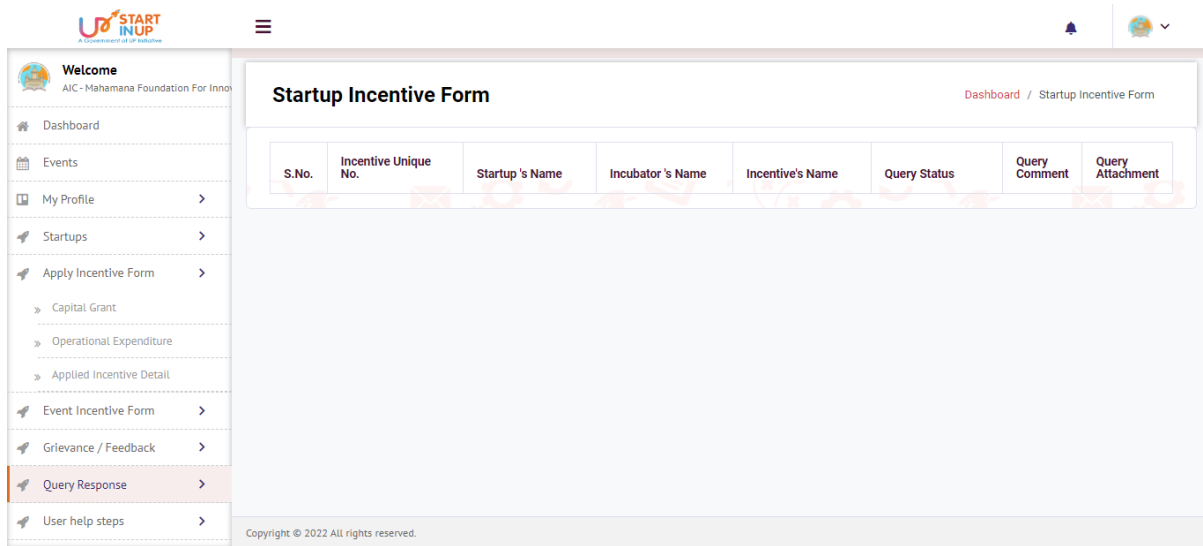 START
UP INUP
A Government of UP Initiative
Welcome
AIC - Mahamana Foundation For Innov
Dashboard
Events
My Profile
Startups
Apply Incentive Form
Capital Grant
Operational Expenditure
Applied Incentive Detail
Event Incentive Form
Grievance / Feedback
Query Response
User help steps
Startup Incentive Form
Dashboard / Startup Incentive Form
S.No.
Incentive Unique
No.
Startup 's Name
Incubator 's Name
Incentive's Name
Query Status
Query
Comment
Query
Attachment
Copyright © 2022 All rights reserved.